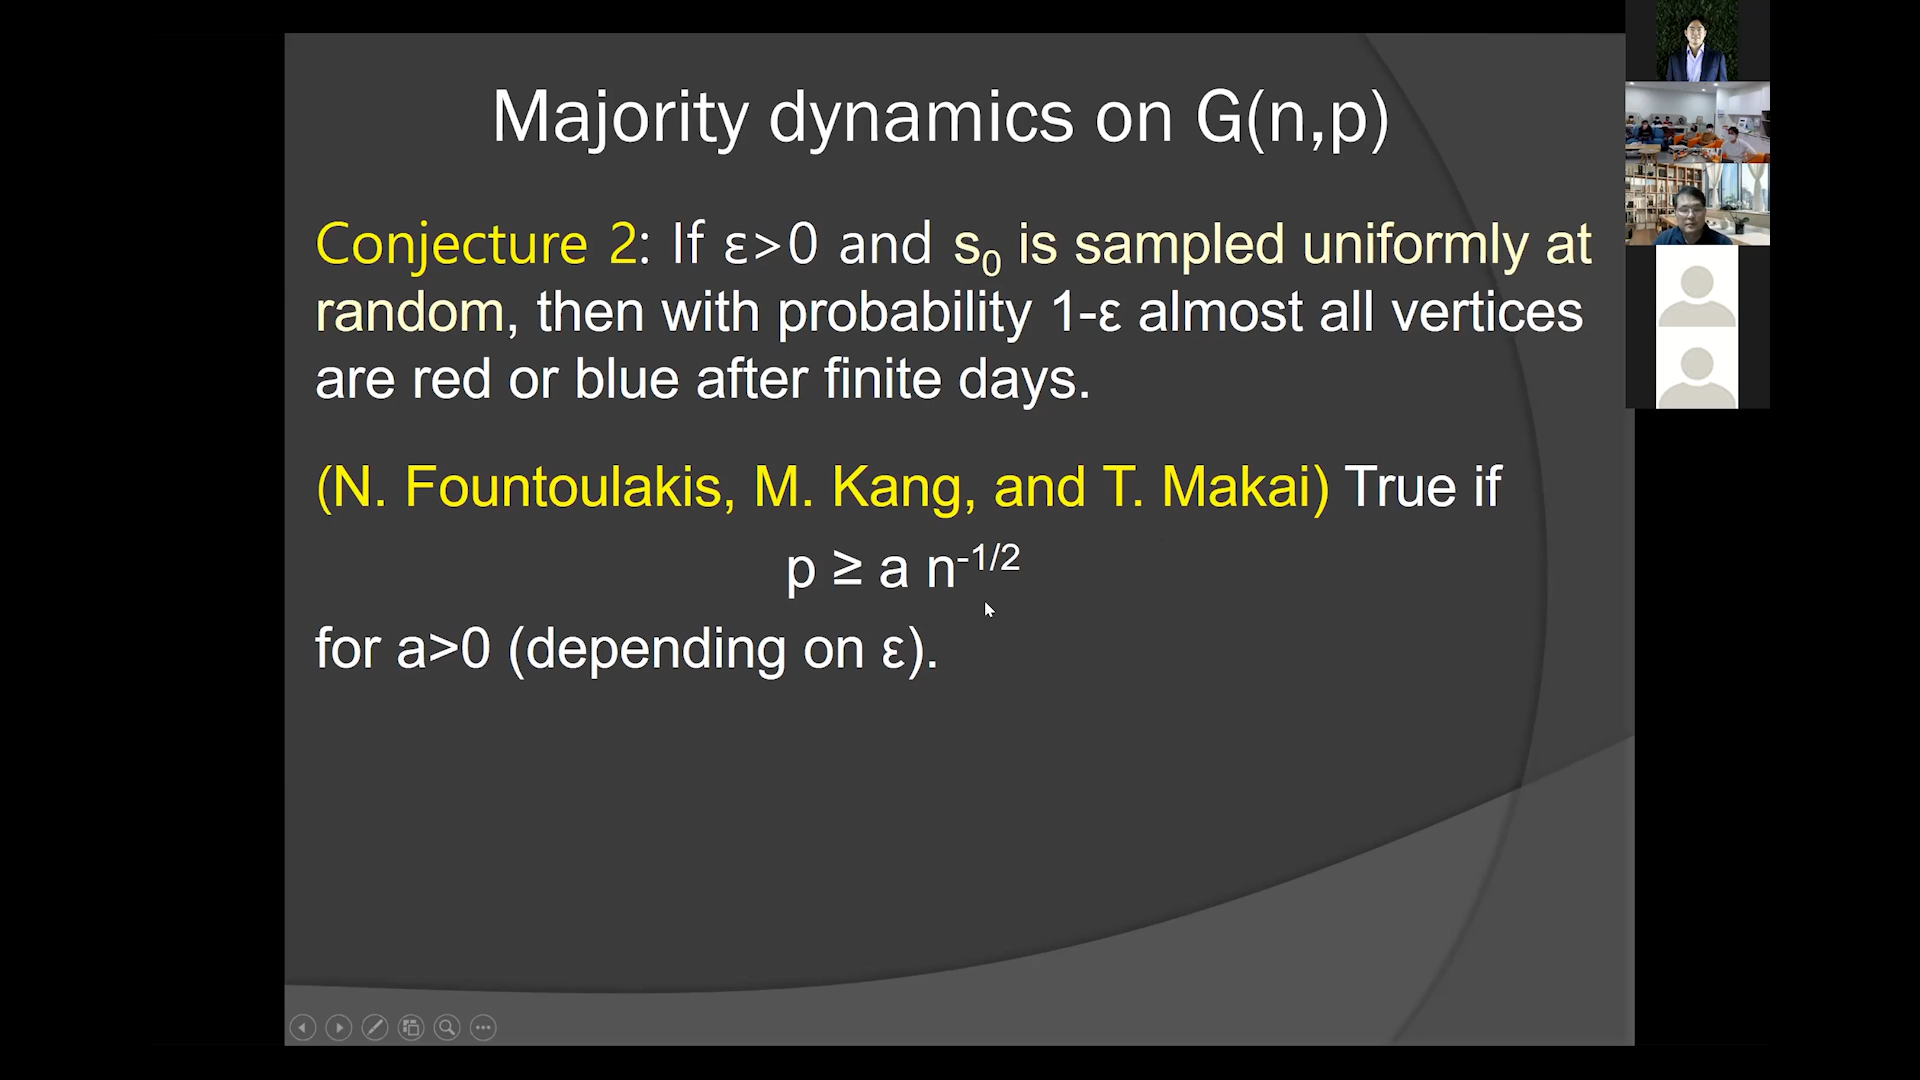 Majority dynamics on G(n,p)
Conjecture 2: If ε>0 and s₀ is sampled uniformly at
random, then with probability 1-ε almost all vertices
are red or blue after finite days.
(N. Fountoulakis, M. Kang, and T. Makai) True if
p ≥ a n⁻¹/²
for a>0 (depending on ε).